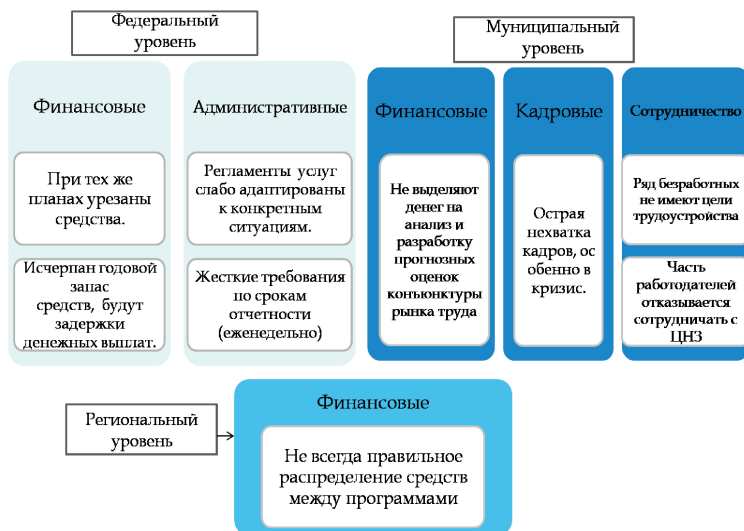 Федеральный
уровень
Финансовые
При тех же
планах урезаны
средства.
Исчерпан годовой
запас
средств, будут
задержки
денежных выплат.
Административные
Регламенты услуг
слабо адаптированы
к конкретным
ситуациям.
Жесткие требования
по срокам
отчетности
(еженедельно)
Муниципальный
уровень
Финансовые
Не выделяют
денег на
анализ и
разработку
прогнозных
оценок
конъюнктуры
рынка труда
Кадровые
Острая
нехватка
кадров, ос
обенно в
кризис.
Сотрудничество
Ряд безработных
не имеют цели
трудоустройства
Часть
работодателей
отказывается
сотрудничать с
ЦНЗ
Региональный
уровень
Финансовые
Не всегда правильное
распределение средств
между программами